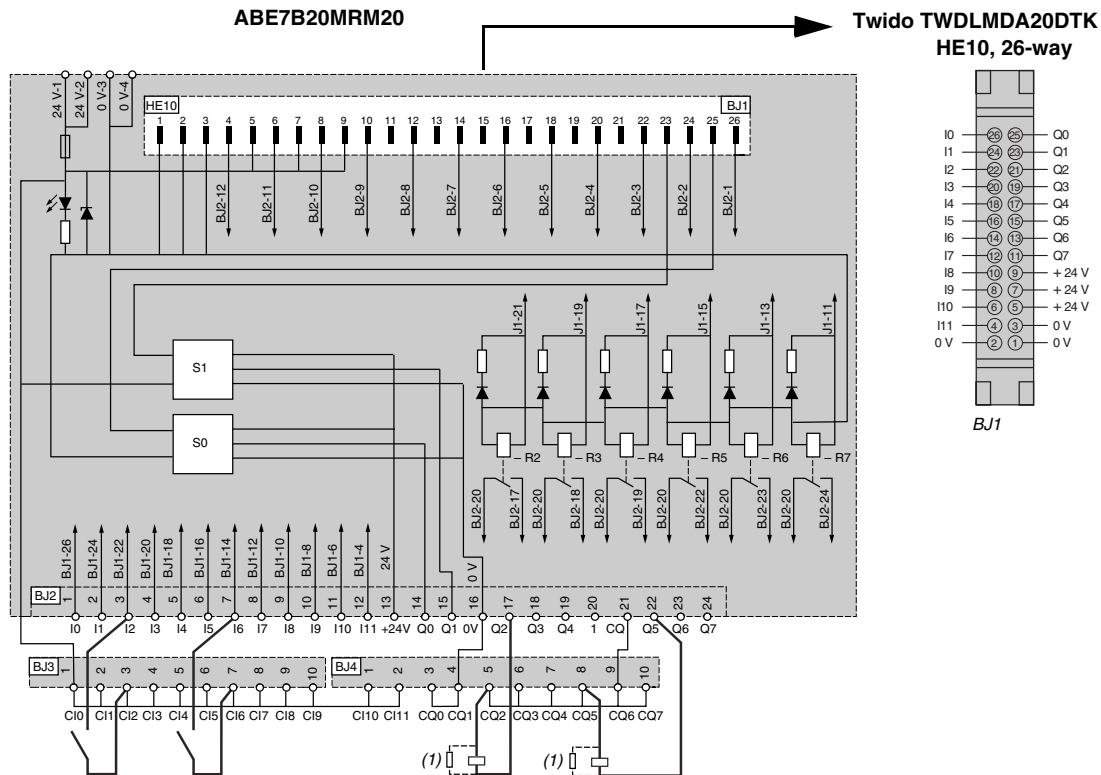 ABE7B20MRM20
Twido TWDLMDA20DTK
HE10, 26-way
24 V-1
24 V-2
0 V-3
0 V-4
HE10
BJ1
1 2 3 4 5 6 7 8 9 10 11 12 13 14 15 16 17 18 19 20 21 22 23 24 25 26
BJ2-12 BJ2-11 BJ2-10 BJ2-9 BJ2-8 BJ2-7 BJ2-6 BJ2-5 BJ2-4 BJ2-3 BJ2-2 BJ2-1
I0 26 25 Q0
I1 24 23 Q1
I2 22 21 Q2
I3 20 19 Q3
I4 18 17 Q4
I5 16 15 Q5
I6 14 13 Q6
I7 12 11 Q7
I8 10 9 + 24 V
I9 8 7 + 24 V
I10 6 5 + 24 V
I11 4 3 0 V
0 V 2 1 0 V
BJ1
J1-21 J1-19 J1-17 J1-15 J1-13 J1-11
S1
S0
– R2 – R3 – R4 – R5 – R6 – R7
BJ2-20 BJ2-17 BJ2-20 BJ2-18 BJ2-20 BJ2-19 BJ2-20 BJ2-22 BJ2-20 BJ2-23 BJ2-20 BJ2-24
BJ1-26 BJ1-24 BJ1-22 BJ1-20 BJ1-18 BJ1-16 BJ1-14 BJ1-12 BJ1-10 BJ1-8 BJ1-6 BJ1-4 24 V 0 V
BJ2
1 2 3 4 5 6 7 8 9 10 11 12 13 14 15 16 17 18 19 20 21 22 23 24
I0 I1 I2 I3 I4 I5 I6 I7 I8 I9 I10 I11 +24V Q0 Q1 0V Q2 Q3 Q4 1 CQ Q5 Q6 Q7
BJ3
1 2 3 4 5 6 7 8 9 10
BJ4
1 2 3 4 5 6 7 8 9 10
CI0 CI1 CI2 CI3 CI4 CI5 CI6 CI7 CI8 CI9 CI10 CI11 CQ0 CQ1 CQ2 CQ3 CQ4 CQ5 CQ6 CQ7
(1) (1)